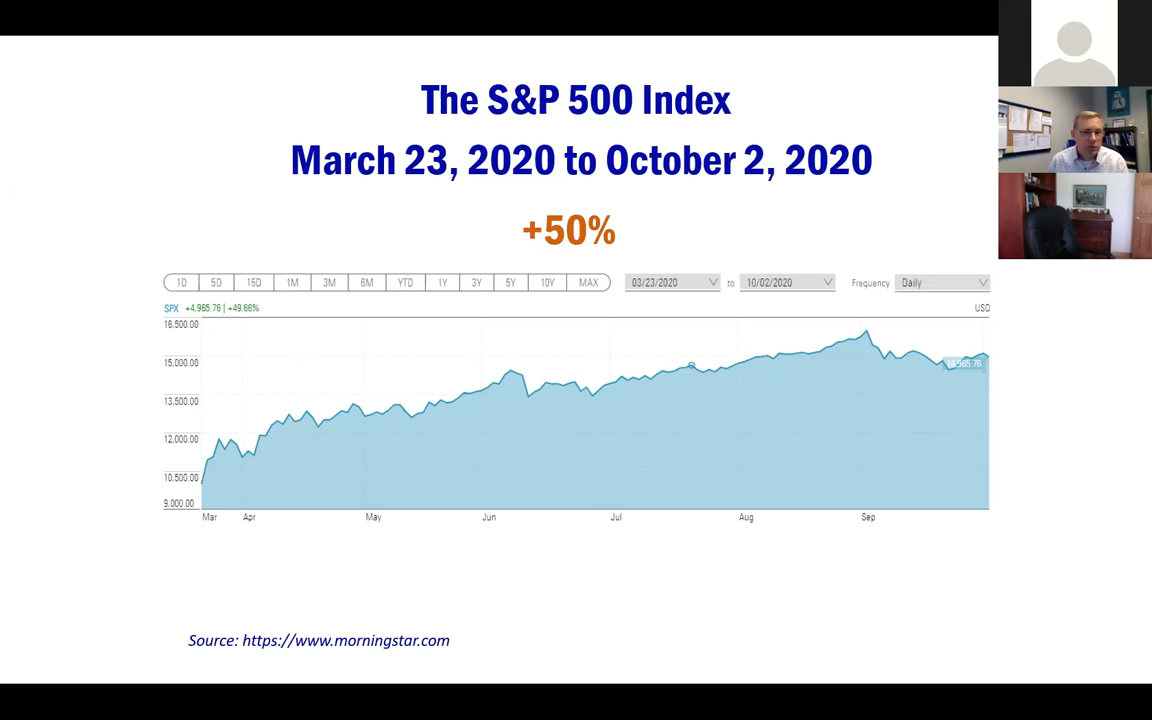 The S&P 500 Index
March 23, 2020 to October 2, 2020
+50%
1D 5D 15D 1M 3M 6M YTD 1Y 3Y 5Y 10Y MAX 03/23/2020 to 10/02/2020 Frequency Daily
SPX +4,965.76 | +49.66% USD
16,500.00
15,000.00
13,500.00
12,000.00
10,500.00
9,000.00
Mar Apr May Jun Jul Aug Sep
Source: https://www.morningstar.com